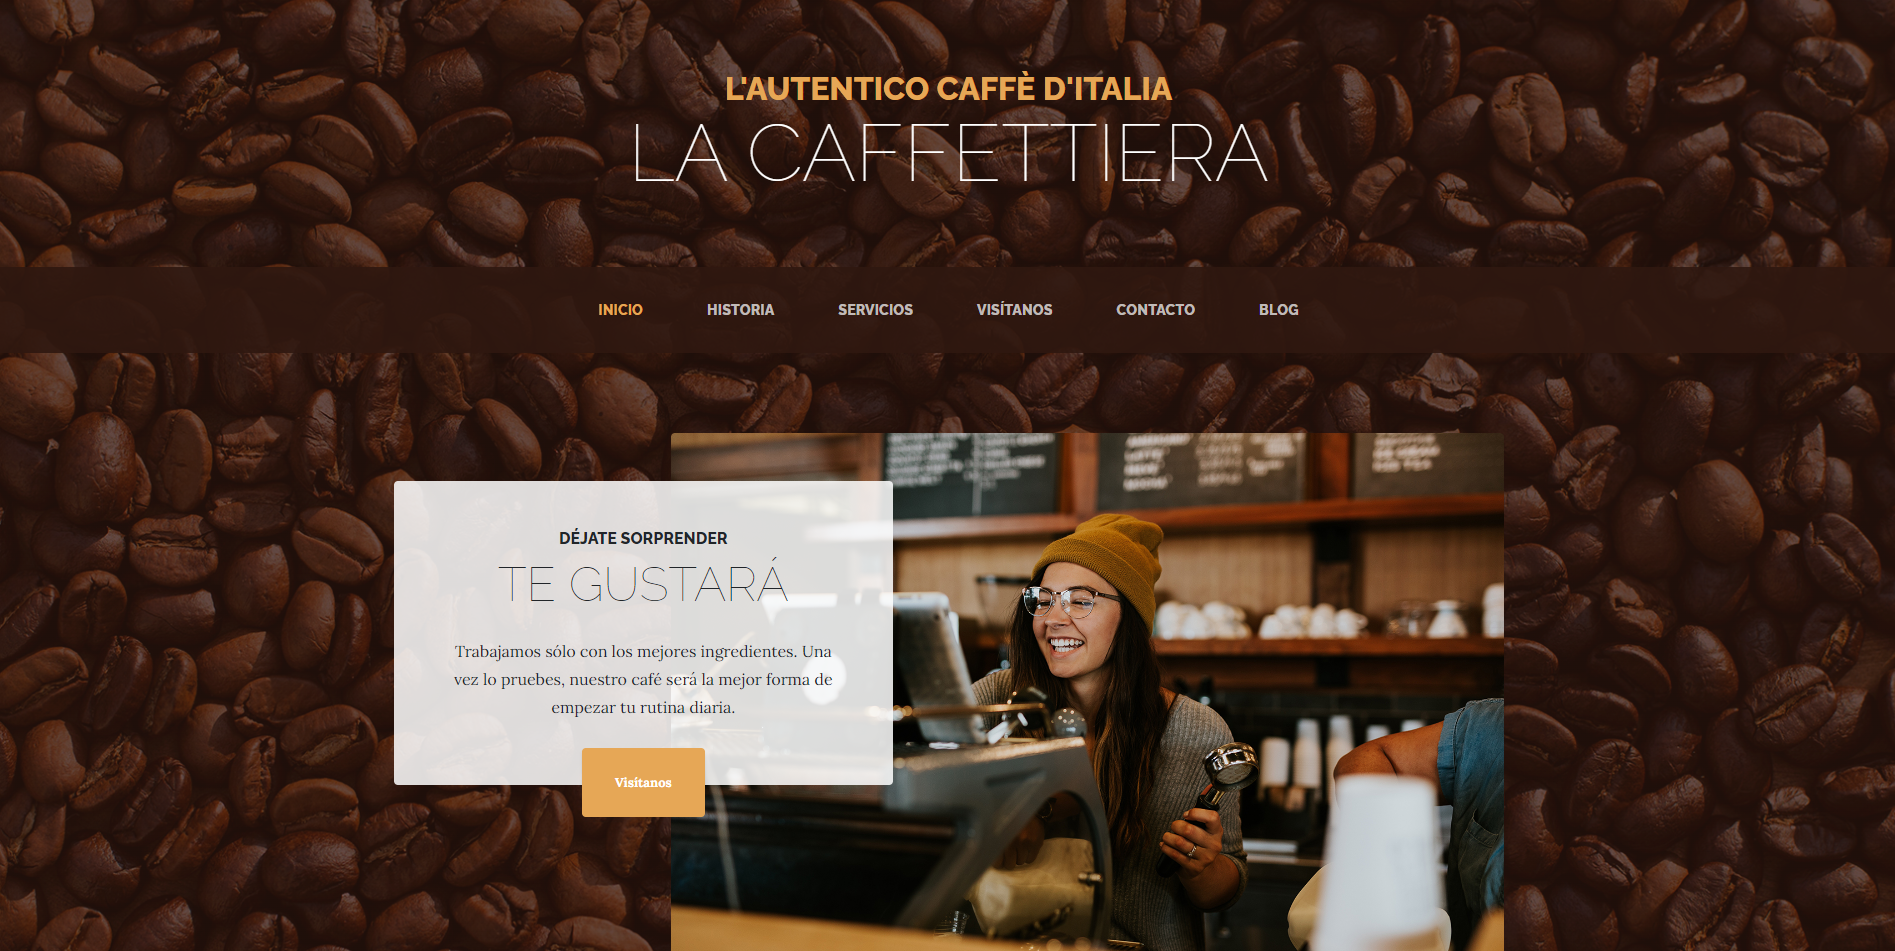 L'AUTENTICO CAFFÈ D'ITALIA
LA CAFFETTIERA
INICIO HISTORIA SERVICIOS VISÍTANOS CONTACTO BLOG
DÉJATE SORPRENDER
TE GUSTARÁ
Trabajamos sólo con los mejores ingredientes. Una
vez lo pruebes, nuestro café será la mejor forma de
empezar tu rutina diaria.
Visítanos